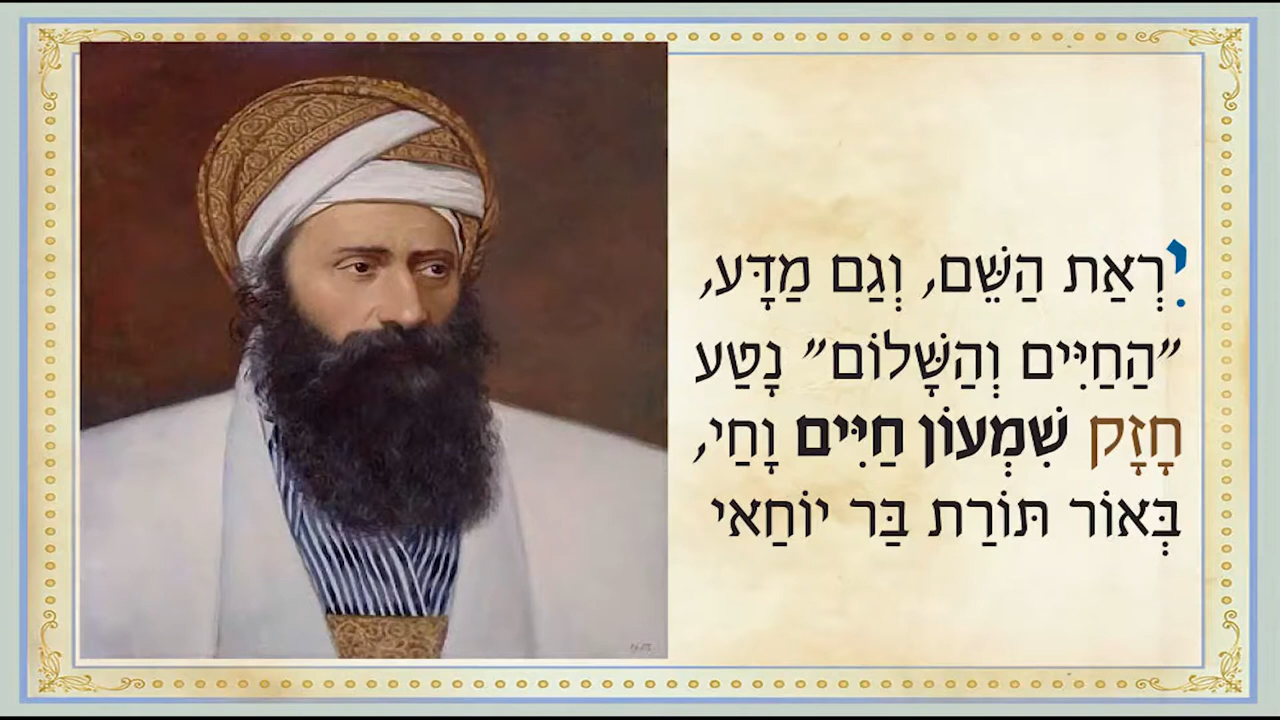 יִרְאַת הַשֵּׁם, וְגַם מַדָּע,
"הַחַיִּים וְהַשָּׁלוֹם" נָטַע
חָזָק שִׁמְעוֹן חַיִּים וָחַי,
בְּאוֹר תּוֹרַת בַּר יוֹחַאי